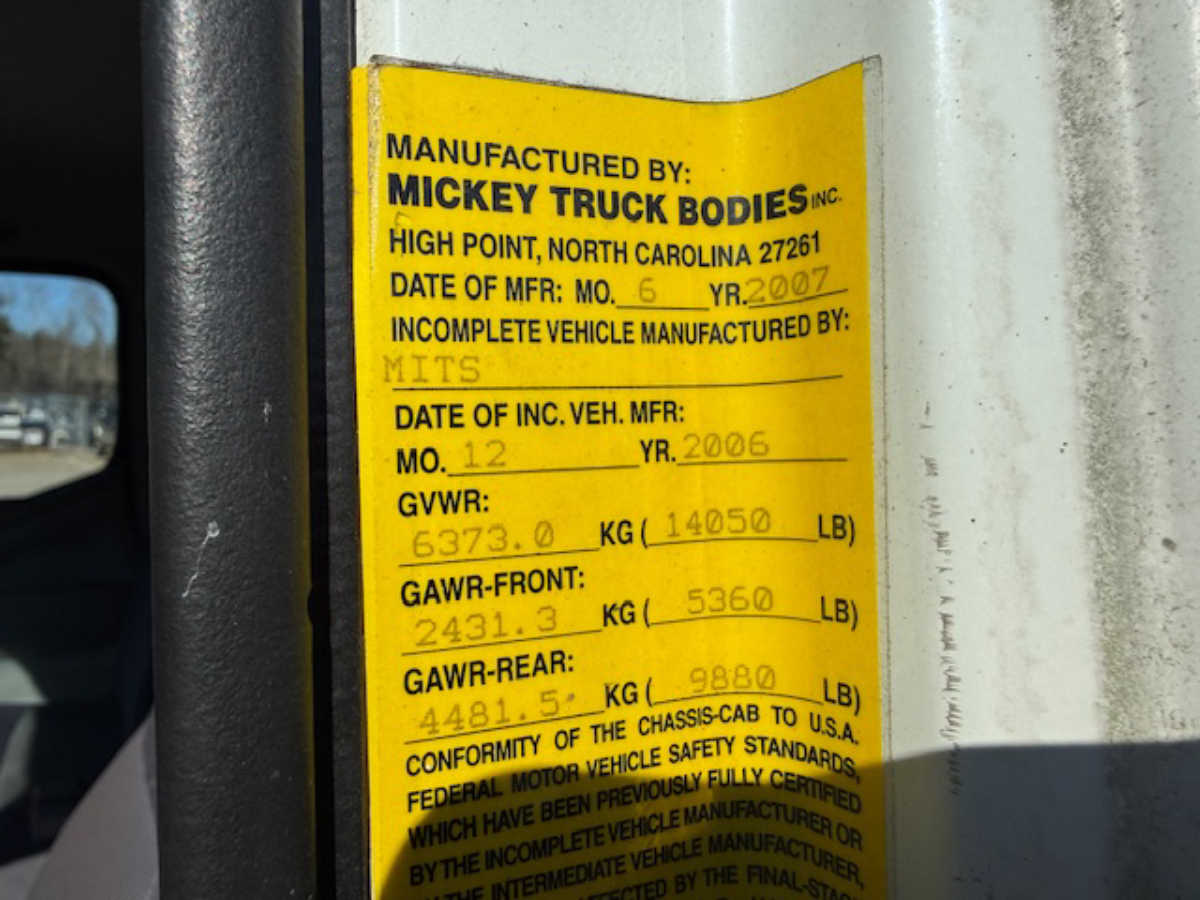 MANUFACTURED BY:
MICKEY TRUCK BODIES INC.
HIGH POINT, NORTH CAROLINA 27261
DATE OF MFR: MO. 6 YR. 2007
INCOMPLETE VEHICLE MANUFACTURED BY:
MITS
DATE OF INC. VEH. MFR:
MO. 12 YR. 2006
GVWR:
6373.0 KG ( 14050 LB)
GAWR-FRONT:
2431.3 KG ( 5360 LB)
GAWR-REAR:
4481.5 KG ( 9880 LB)
CONFORMITY OF THE CHASSIS-CAB TO U.S.A.
FEDERAL MOTOR VEHICLE SAFETY STANDARDS,
WHICH HAVE BEEN PREVIOUSLY FULLY CERTIFIED
BY THE INCOMPLETE VEHICLE MANUFACTURER OR
THE INTERMEDIATE VEHICLE MANUFACTURER,
BY THE FINAL-STAGE